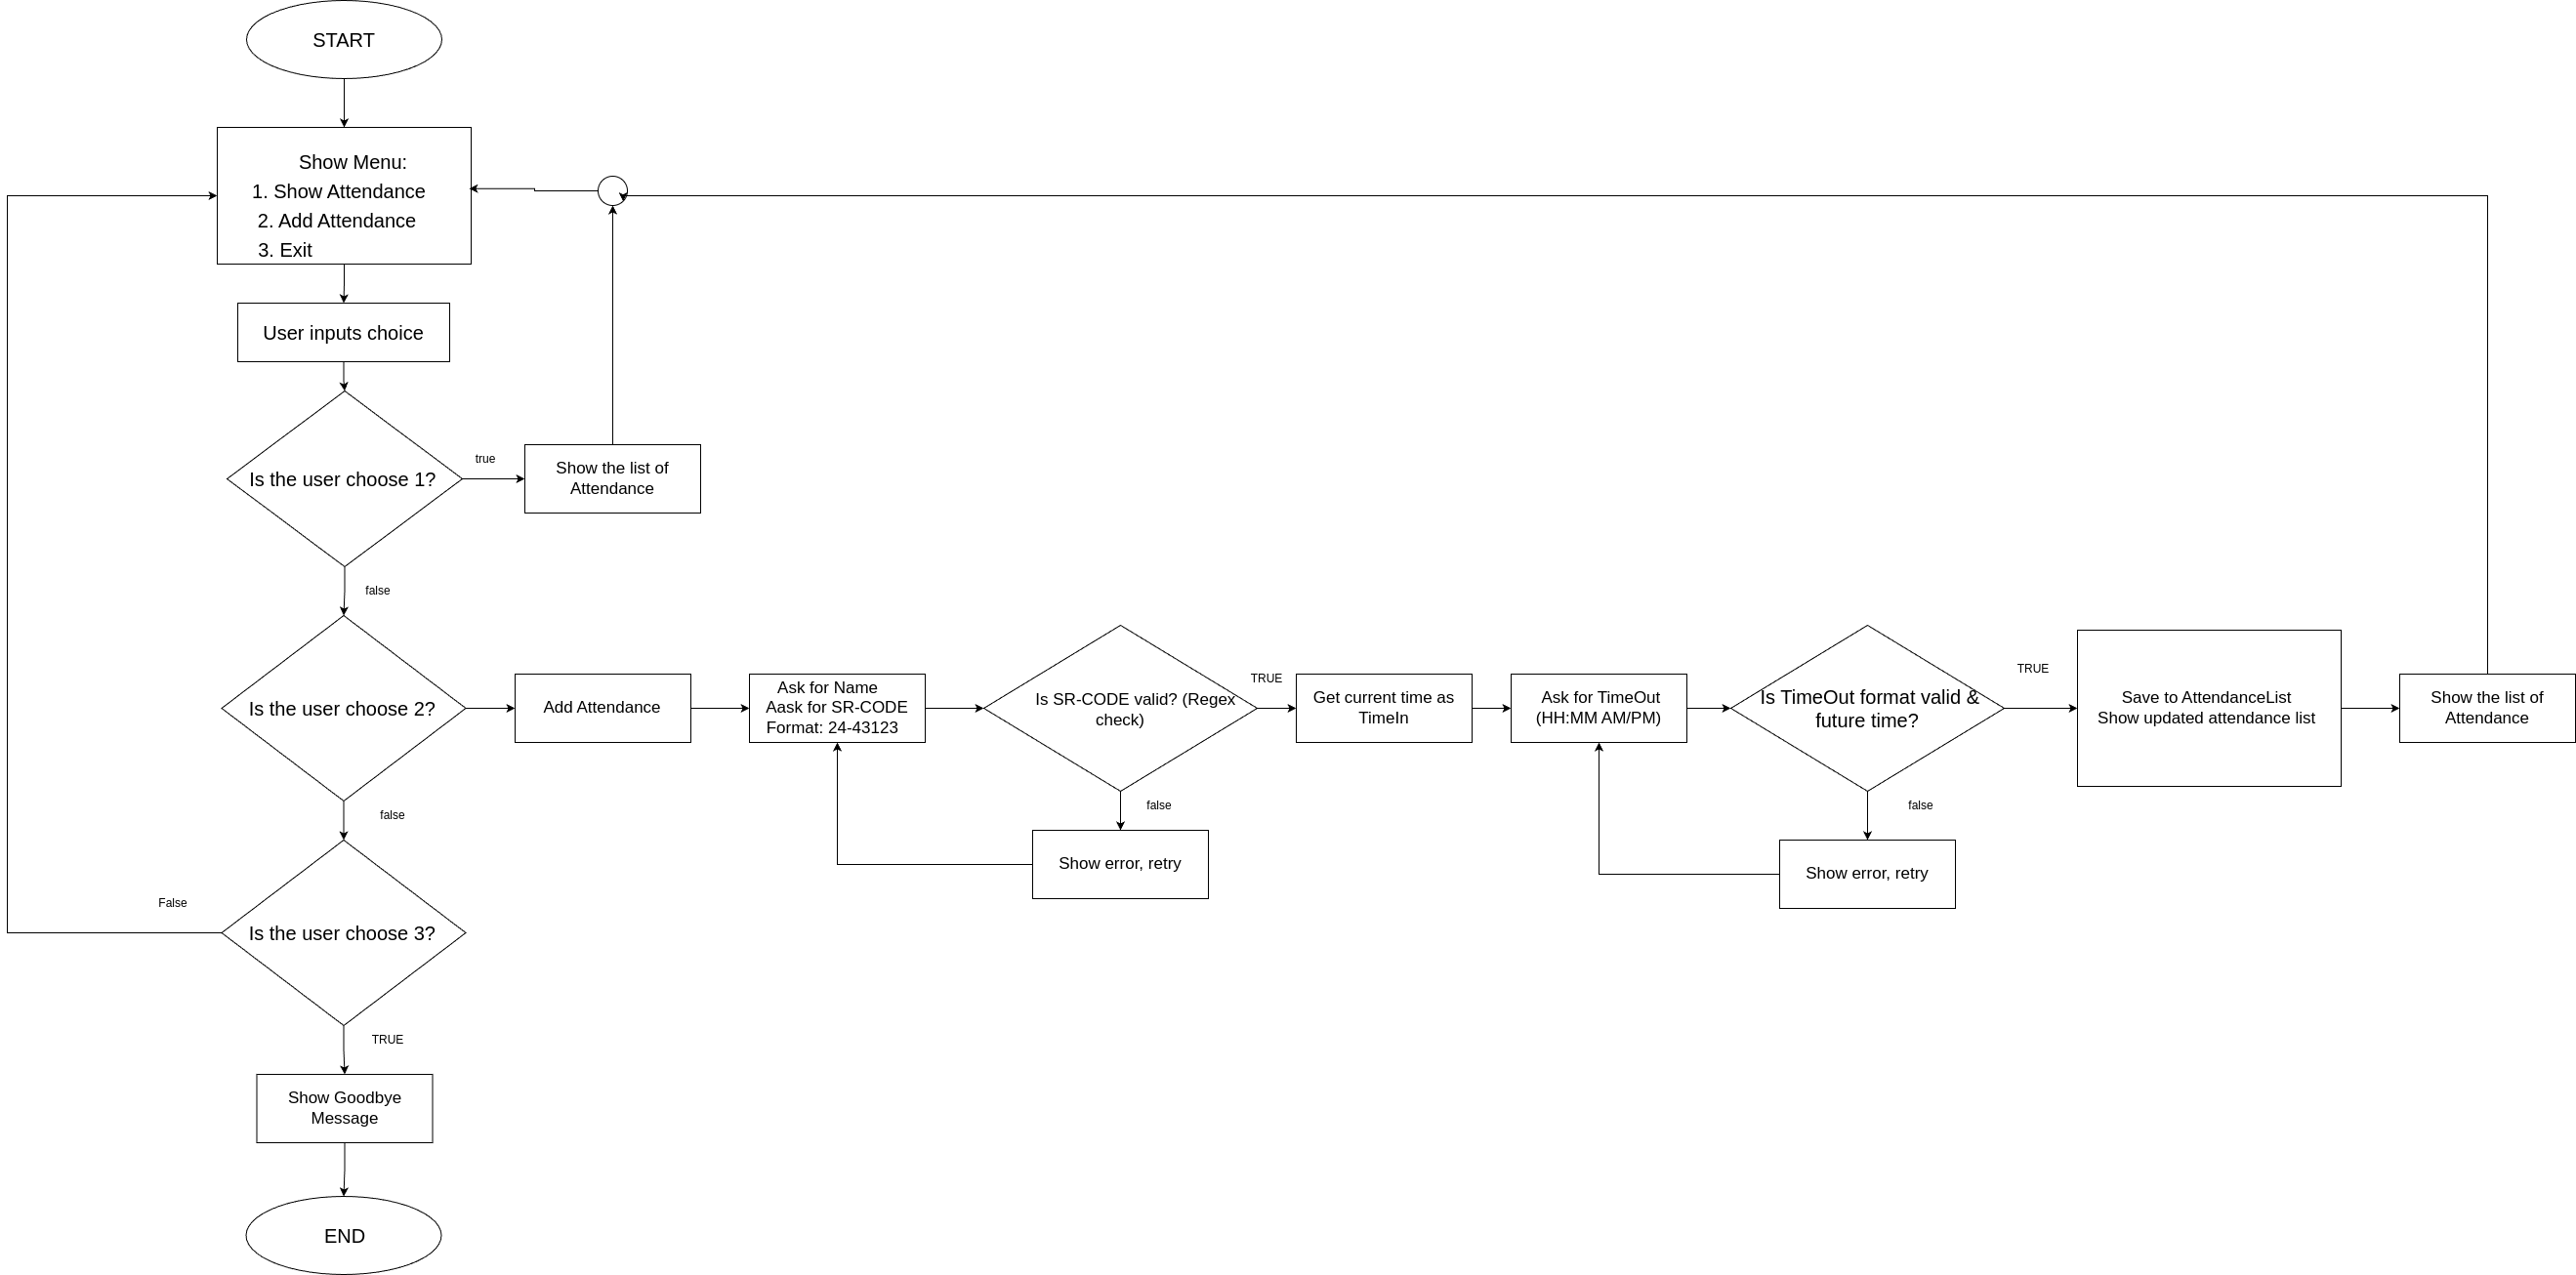 START
Show Menu:
1. Show Attendance
2. Add Attendance
3. Exit
User inputs choice
Is the user choose 1?
true
Show the list of
Attendance
false
Is the user choose 2?
Add Attendance
Ask for Name
Aask for SR-CODE
Format: 24-43123
Is SR-CODE valid? (Regex
check)
TRUE
Get current time as
TimeIn
Ask for TimeOut
(HH:MM AM/PM)
Is TimeOut format valid &
future time?
TRUE
Save to AttendanceList
Show updated attendance list
Show the list of
Attendance
false
Show error, retry
false
Show error, retry
false
Is the user choose 3?
False
TRUE
Show Goodbye
Message
END